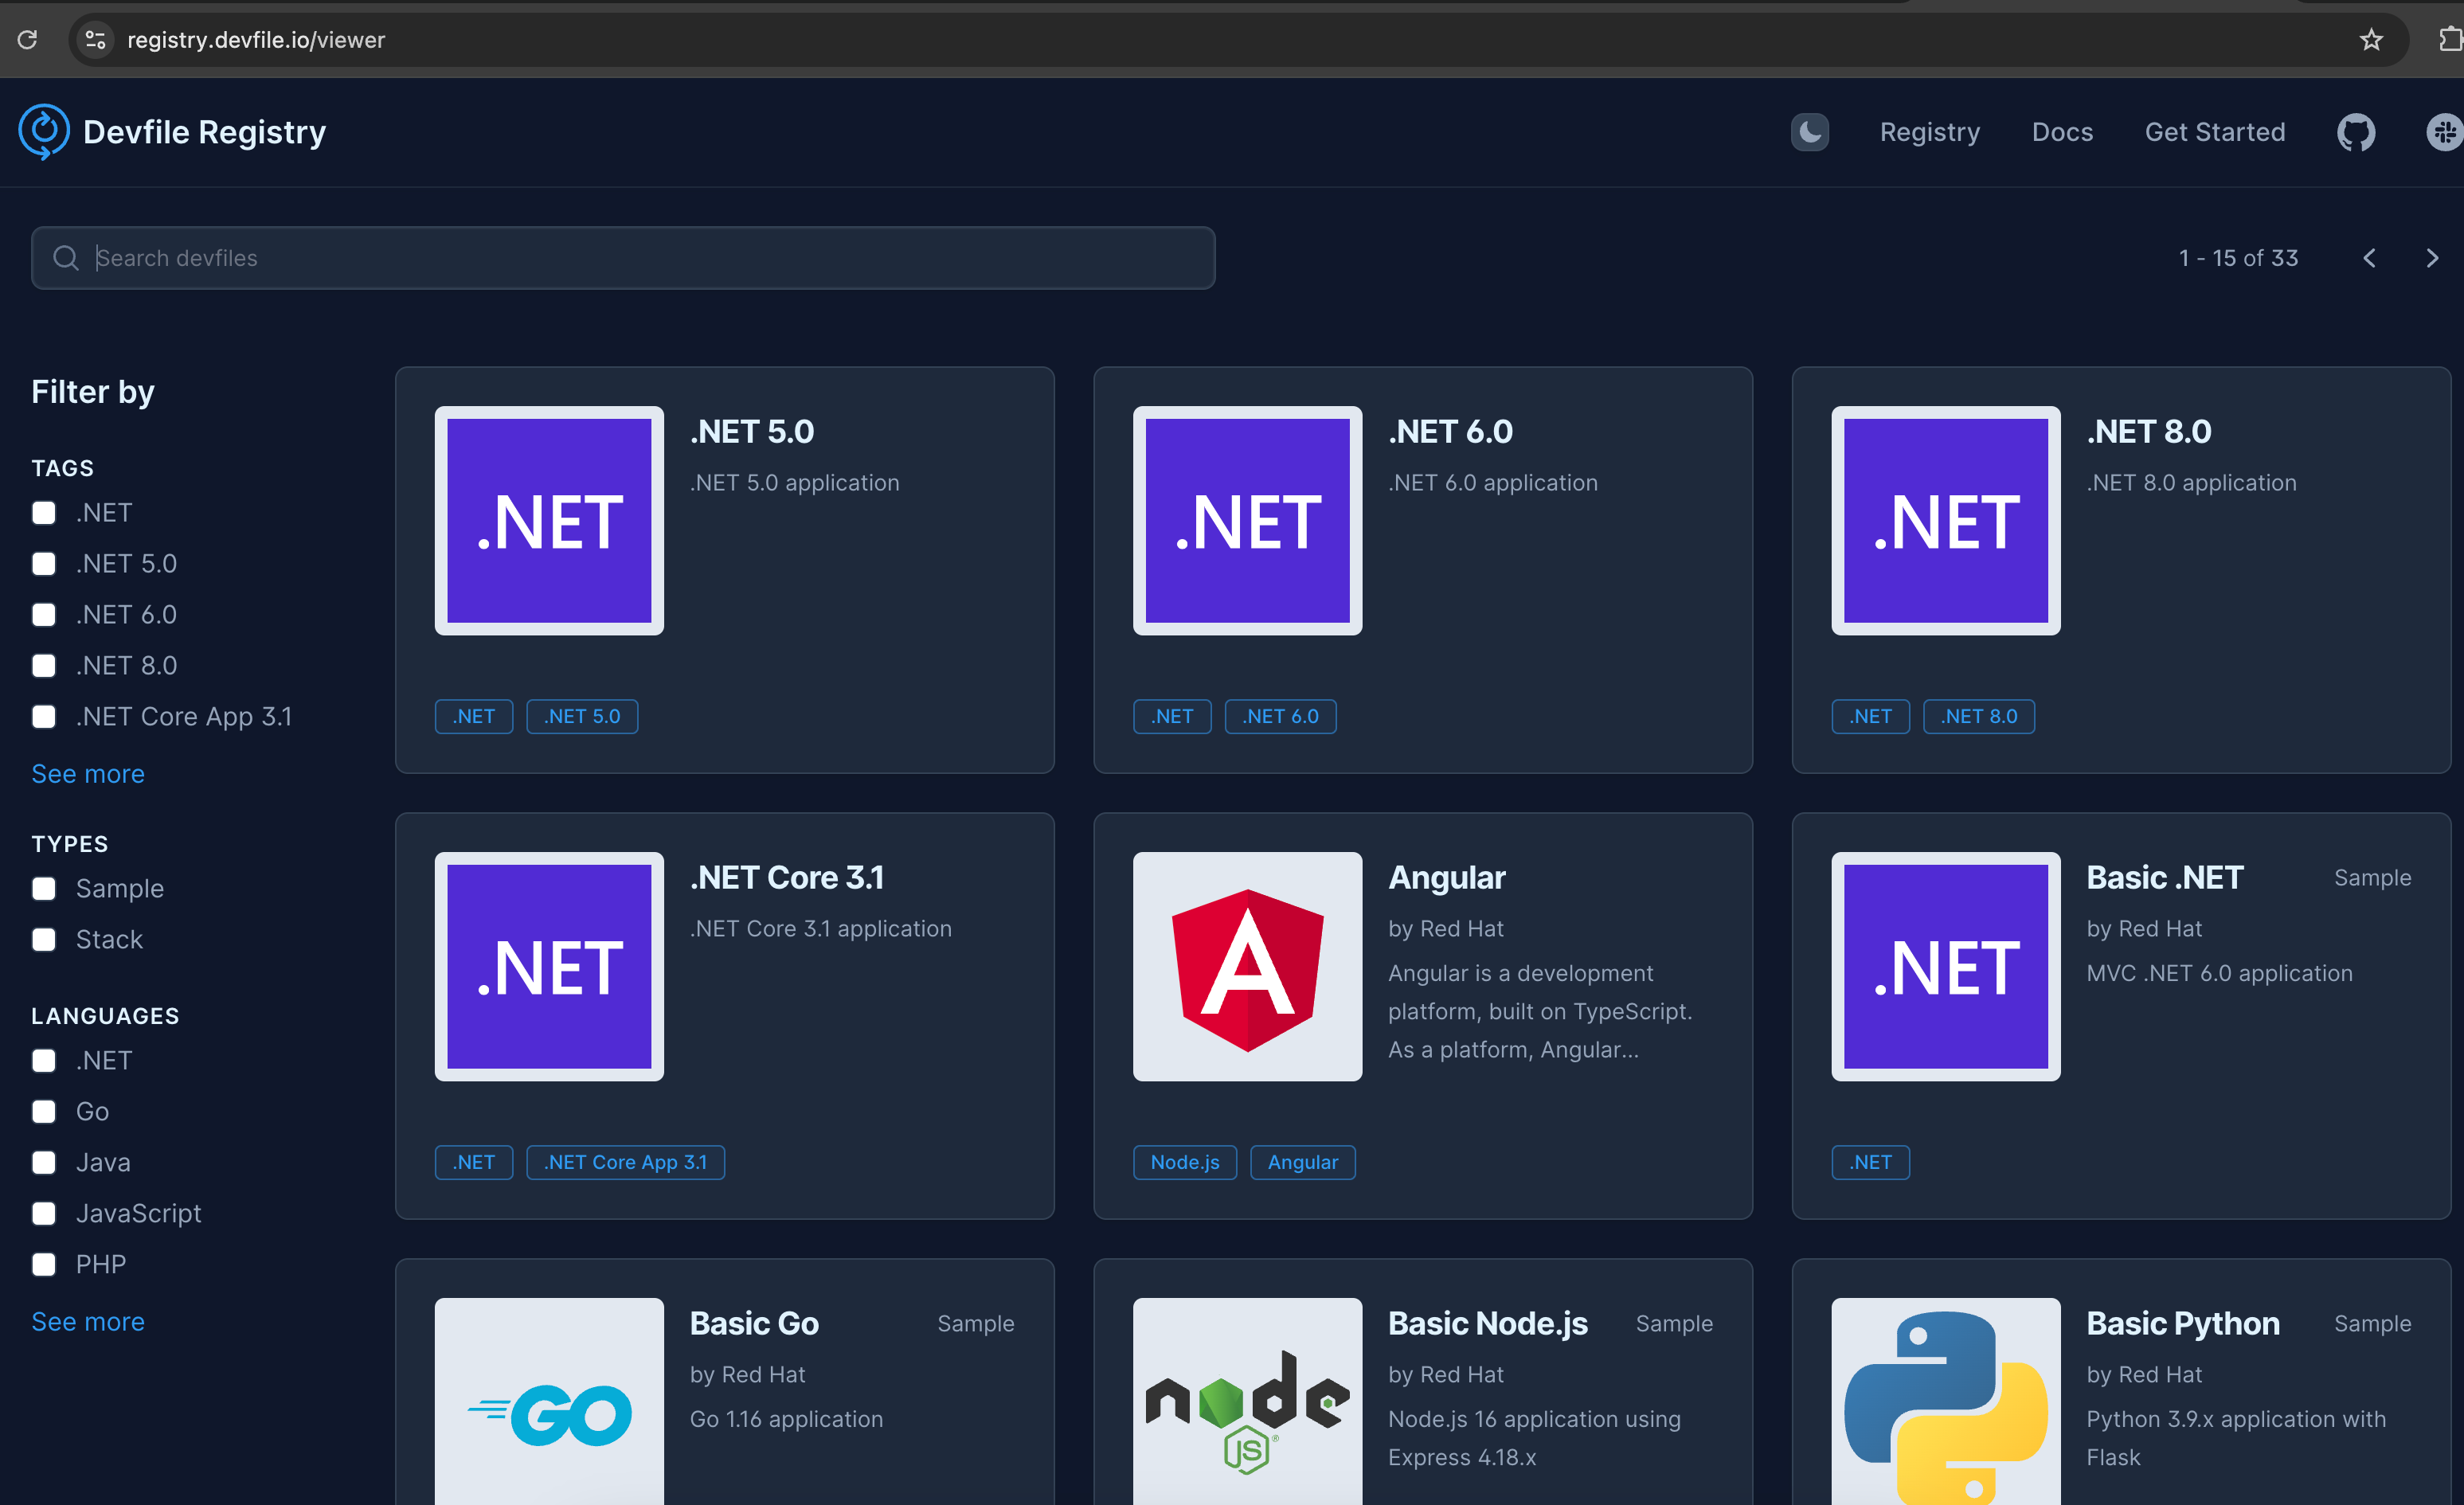 registry.devfile.io/viewer
Devfile Registry
Registry
Docs
Get Started
Search devfiles
1 - 15 of 33
Filter by
TAGS
.NET
.NET 5.0
.NET 6.0
.NET 8.0
.NET Core App 3.1
See more
TYPES
Sample
Stack
LANGUAGES
.NET
Go
Java
JavaScript
PHP
See more
.NET
.NET 5.0
.NET 5.0 application
.NET
.NET 5.0
.NET
.NET 6.0
.NET 6.0 application
.NET
.NET 6.0
.NET
.NET 8.0
.NET 8.0 application
.NET
.NET 8.0
.NET
.NET Core 3.1
.NET Core 3.1 application
.NET
.NET Core App 3.1
A
Angular
by Red Hat
Angular is a development
platform, built on TypeScript.
As a platform, Angular...
Node.js
Angular
.NET
Basic .NET
Sample
by Red Hat
MVC .NET 6.0 application
.NET
GO
Basic Go
Sample
by Red Hat
Go 1.16 application
node
JS®
Basic Node.js
Sample
by Red Hat
Node.js 16 application using
Express 4.18.x
Basic Python
Sample
by Red Hat
Python 3.9.x application with
Flask